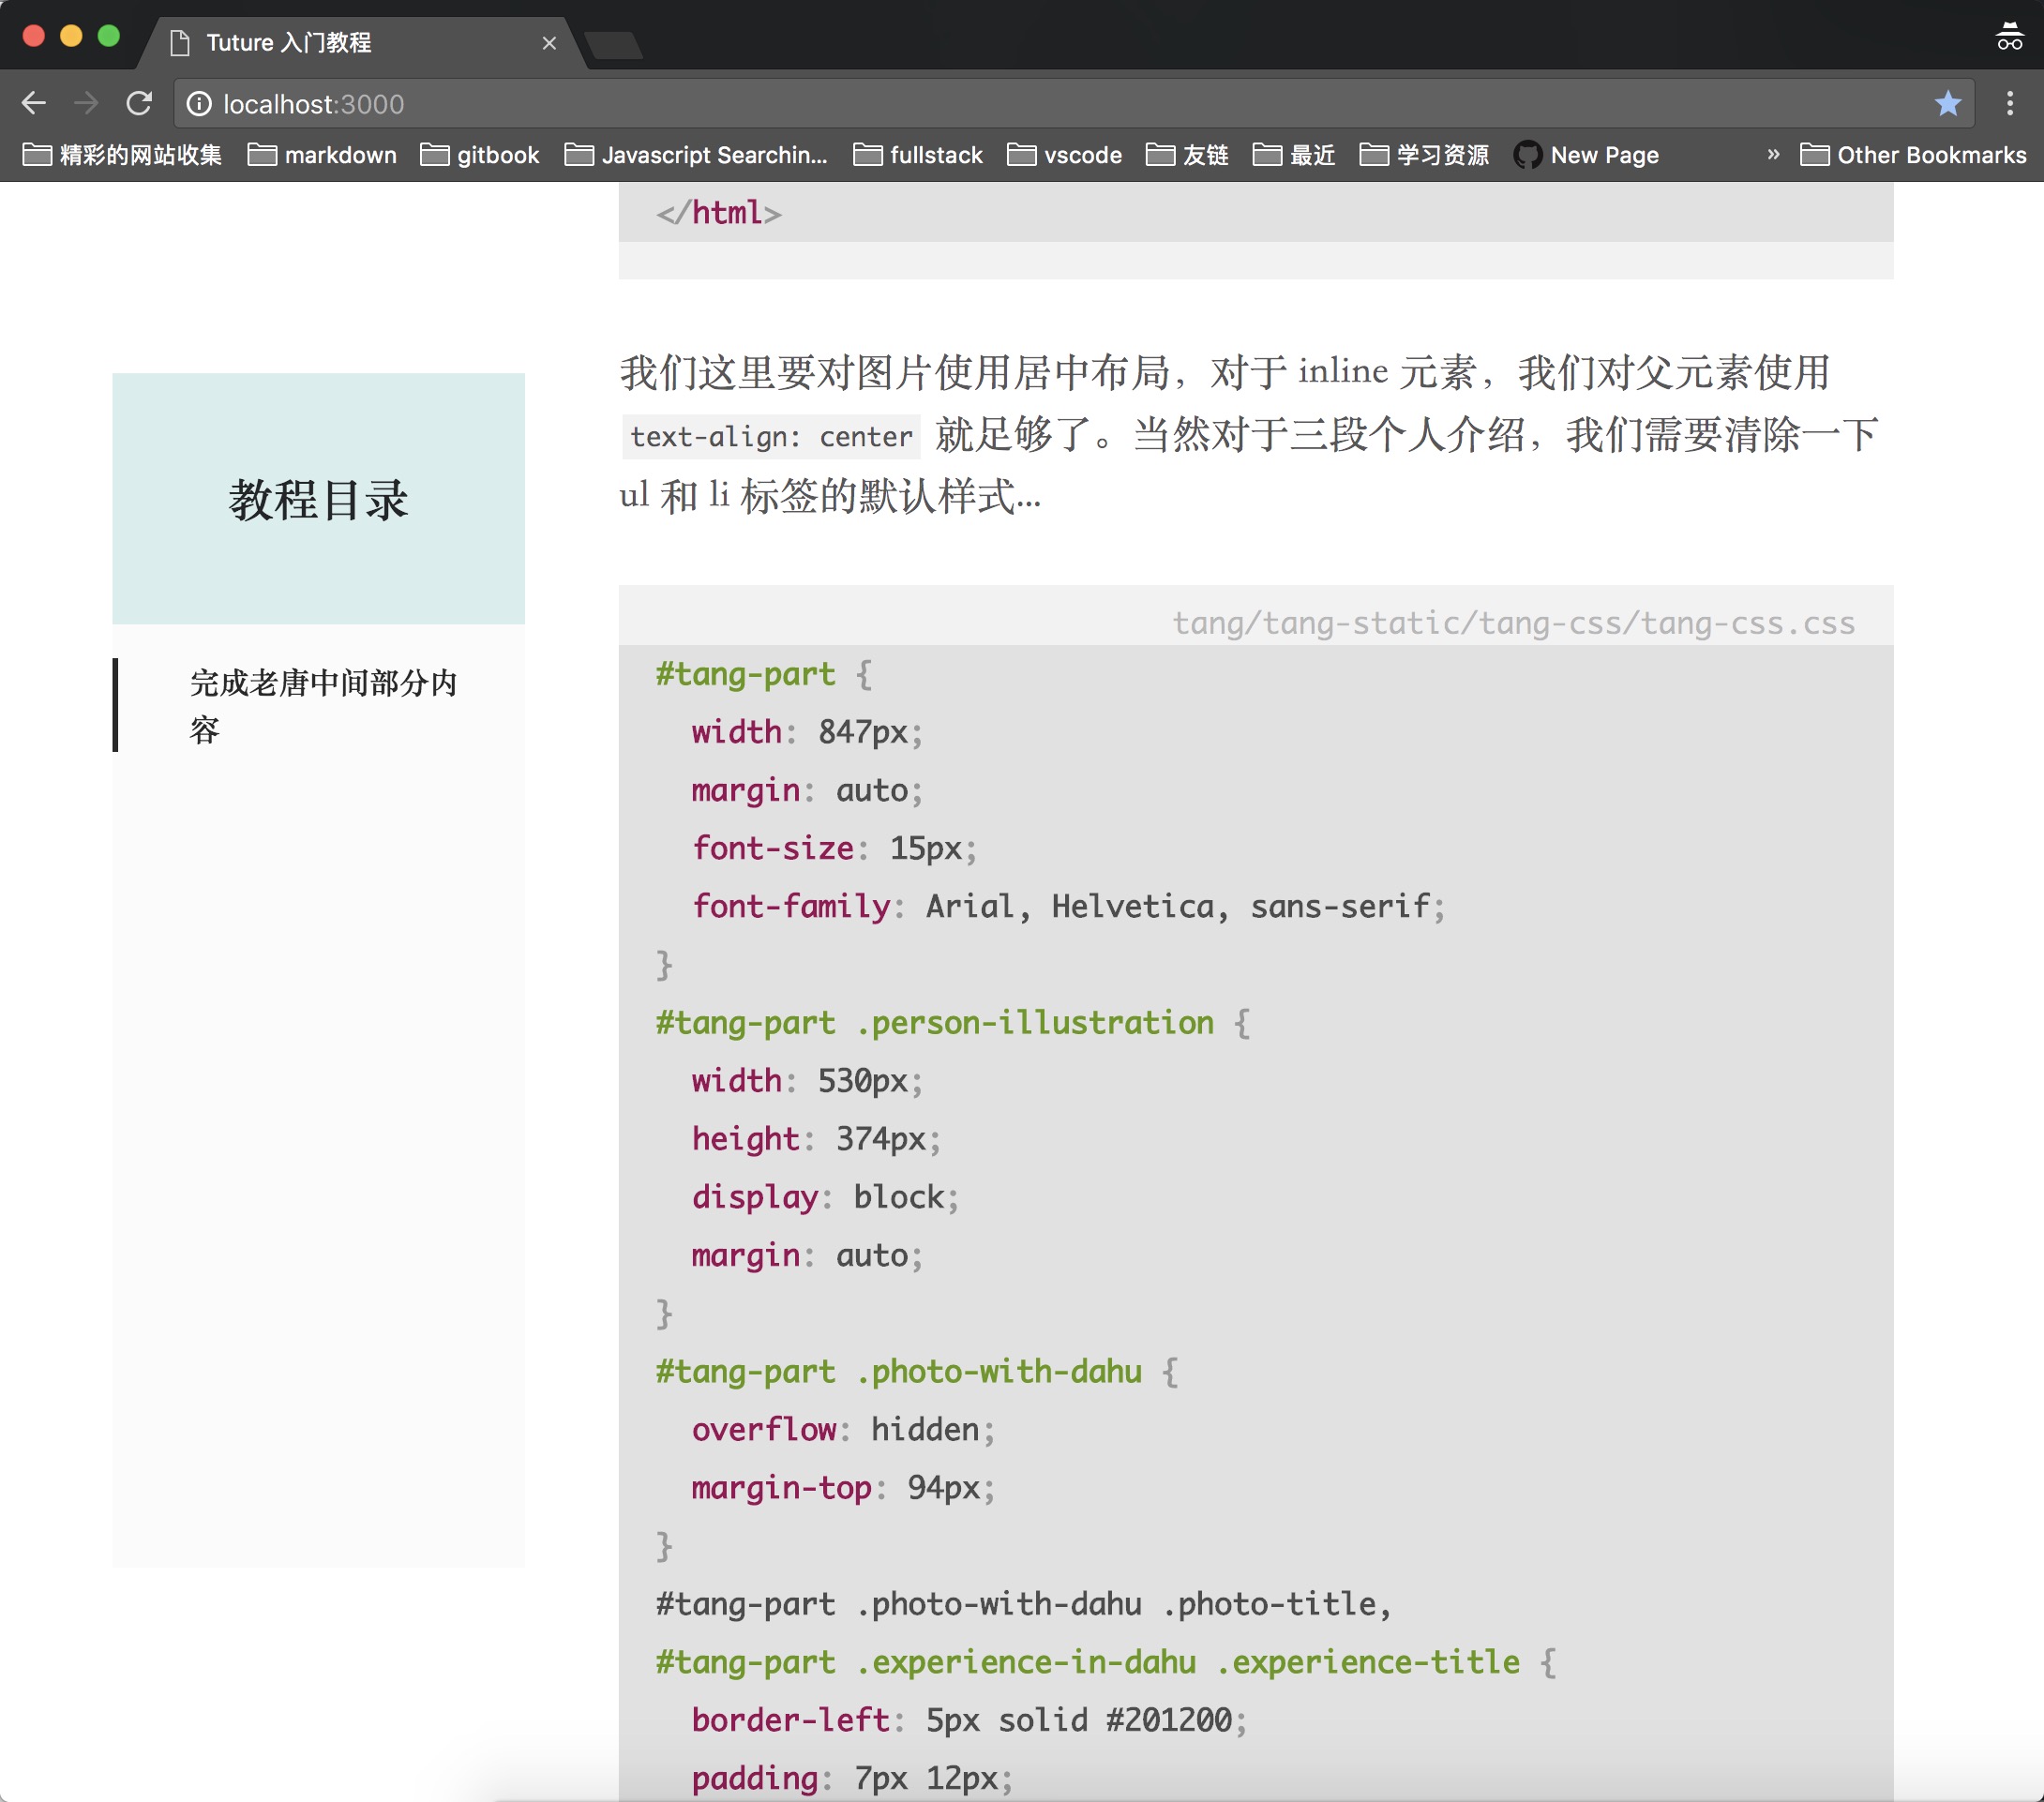 Tuture 入门教程
localhost:3000
精彩的网站收集 markdown gitbook Javascript Searchin... fullstack vscode 友链 最近 学习资源 New Page » Other Bookmarks
</html>
我们这里要对图片使用居中布局，对于 inline 元素，我们对父元素使用
text-align: center 就足够了。当然对于三段个人介绍，我们需要清除一下
ul 和 li 标签的默认样式...
教程目录
完成老唐中间部分内
容
tang/tang-static/tang-css/tang-css.css
#tang-part {
width: 847px;
margin: auto;
font-size: 15px;
font-family: Arial, Helvetica, sans-serif;
}
#tang-part .person-illustration {
width: 530px;
height: 374px;
display: block;
margin: auto;
}
#tang-part .photo-with-dahu {
overflow: hidden;
margin-top: 94px;
}
#tang-part .photo-with-dahu .photo-title,
#tang-part .experience-in-dahu .experience-title {
border-left: 5px solid #201200;
padding: 7px 12px;